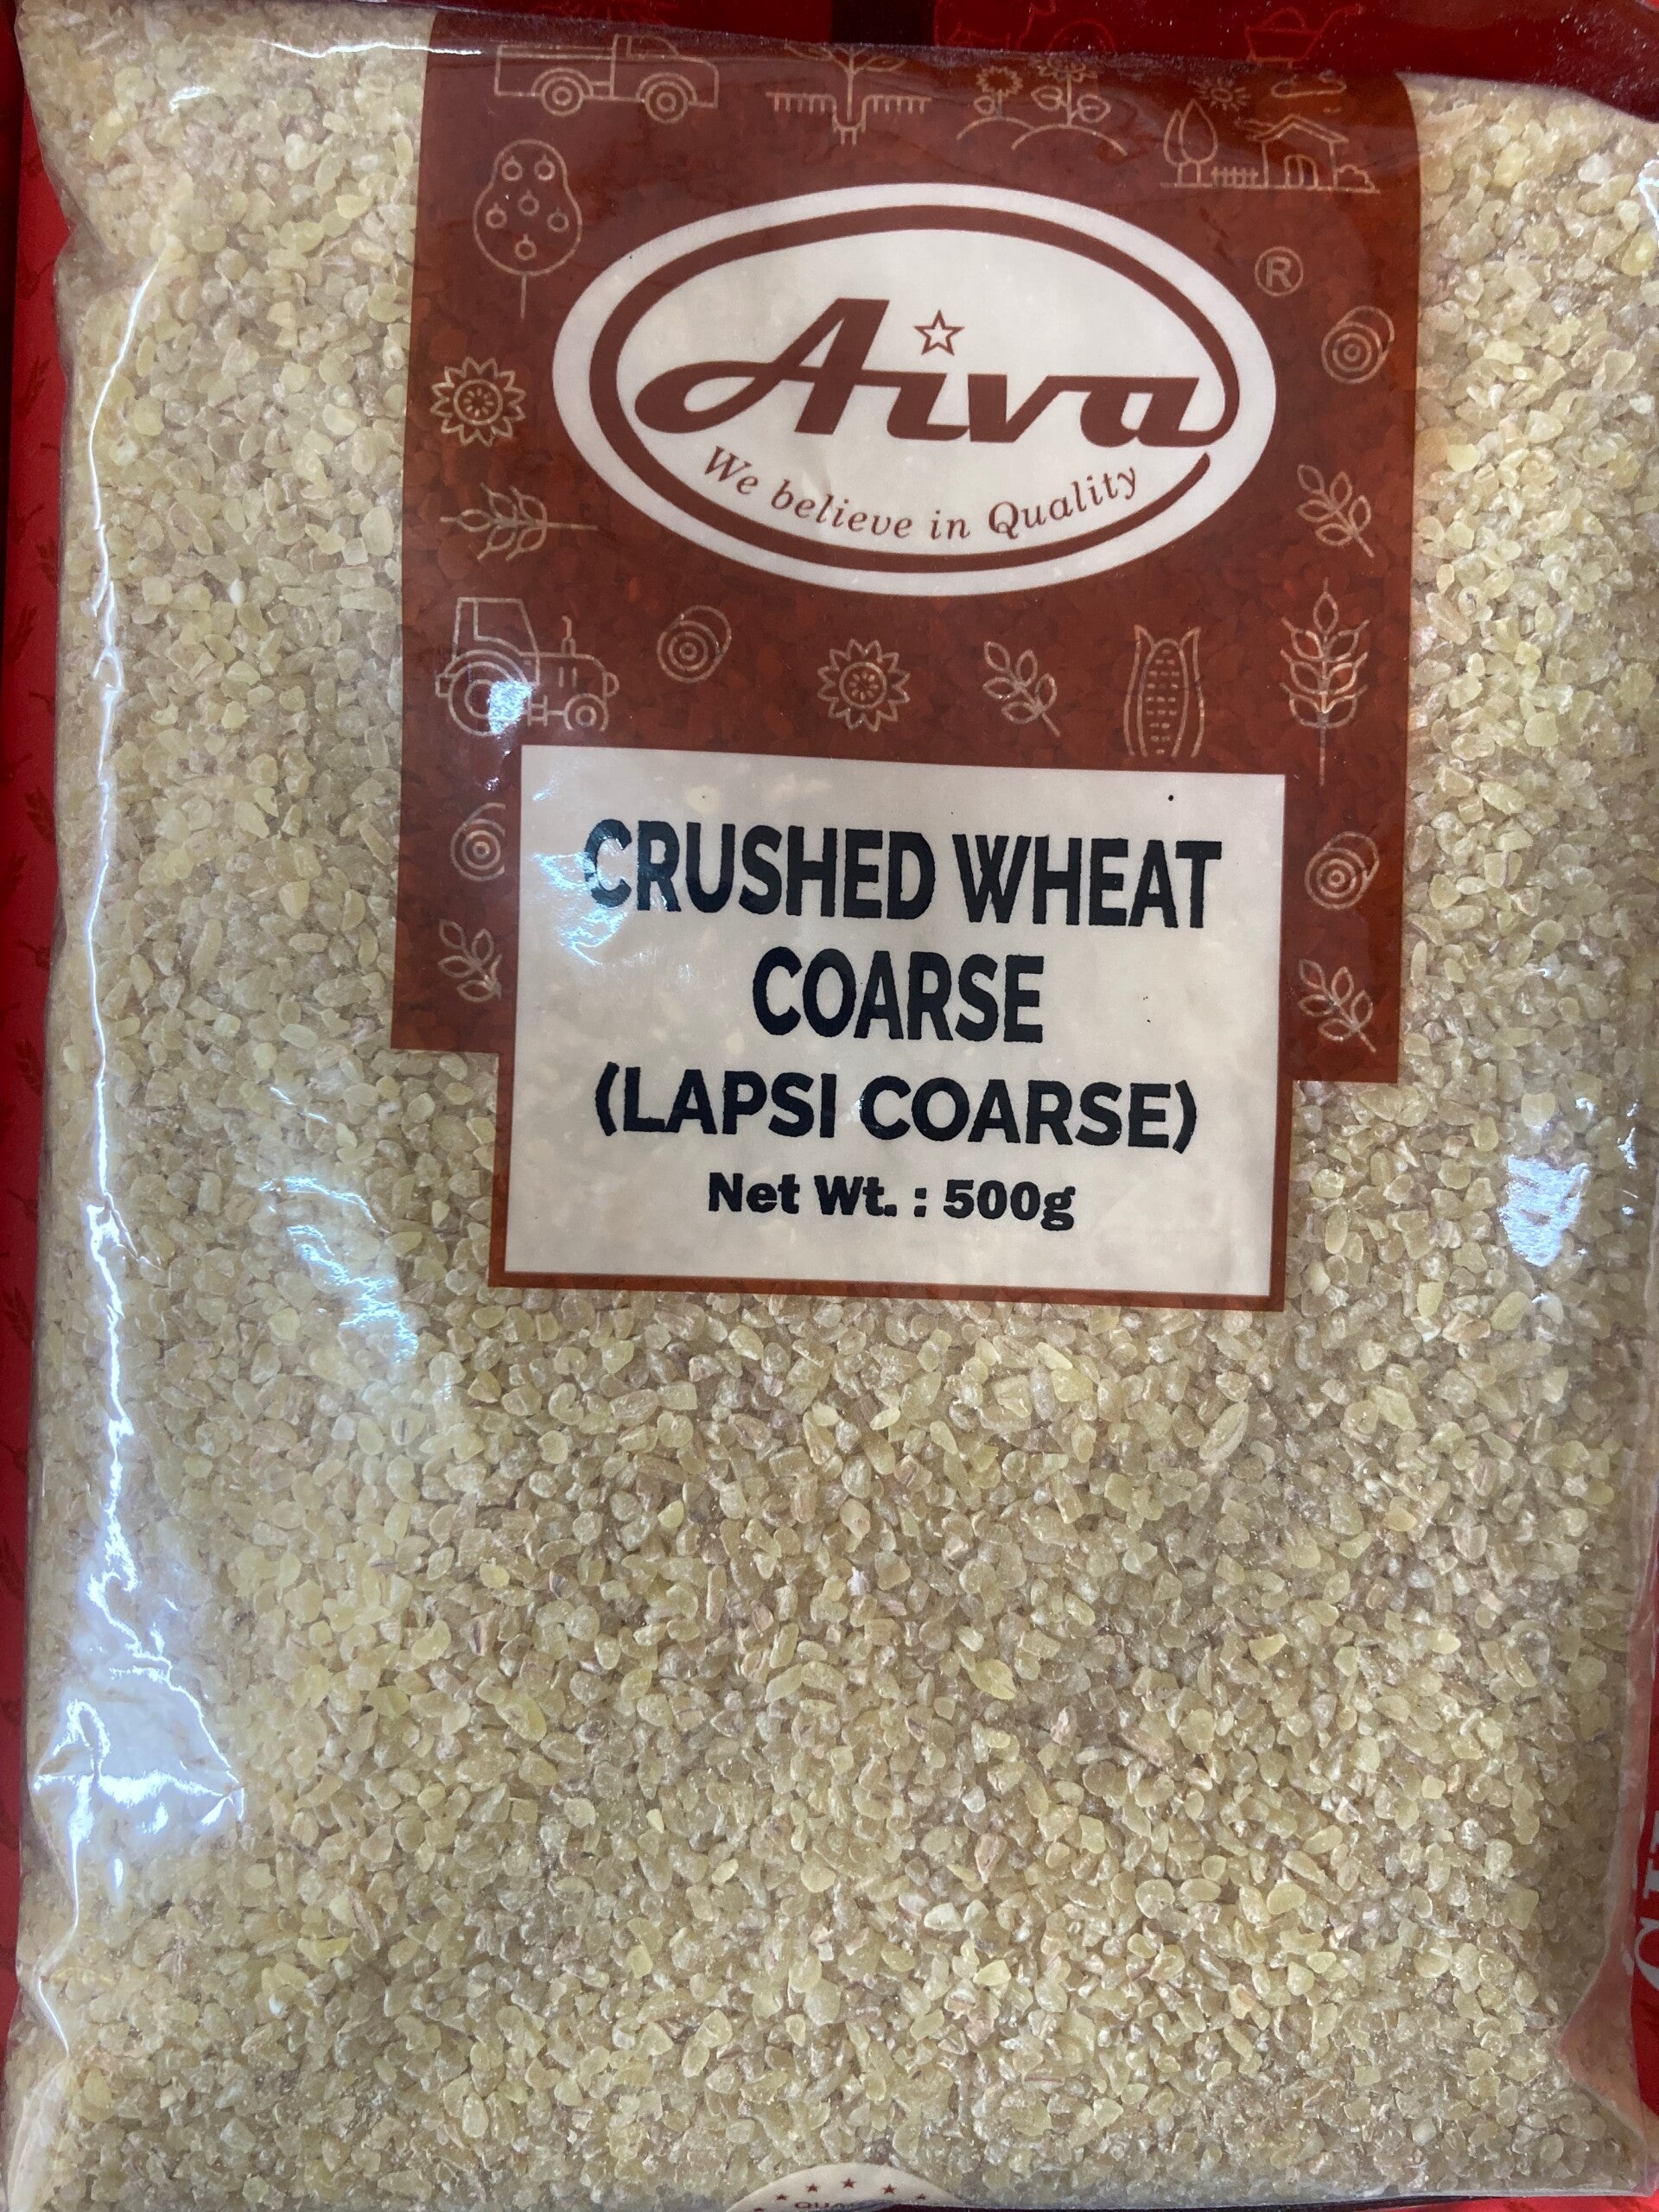 Aiva
®
We believe in Quality
CRUSHED WHEAT
COARSE
(LAPSI COARSE)
Net Wt. : 500g